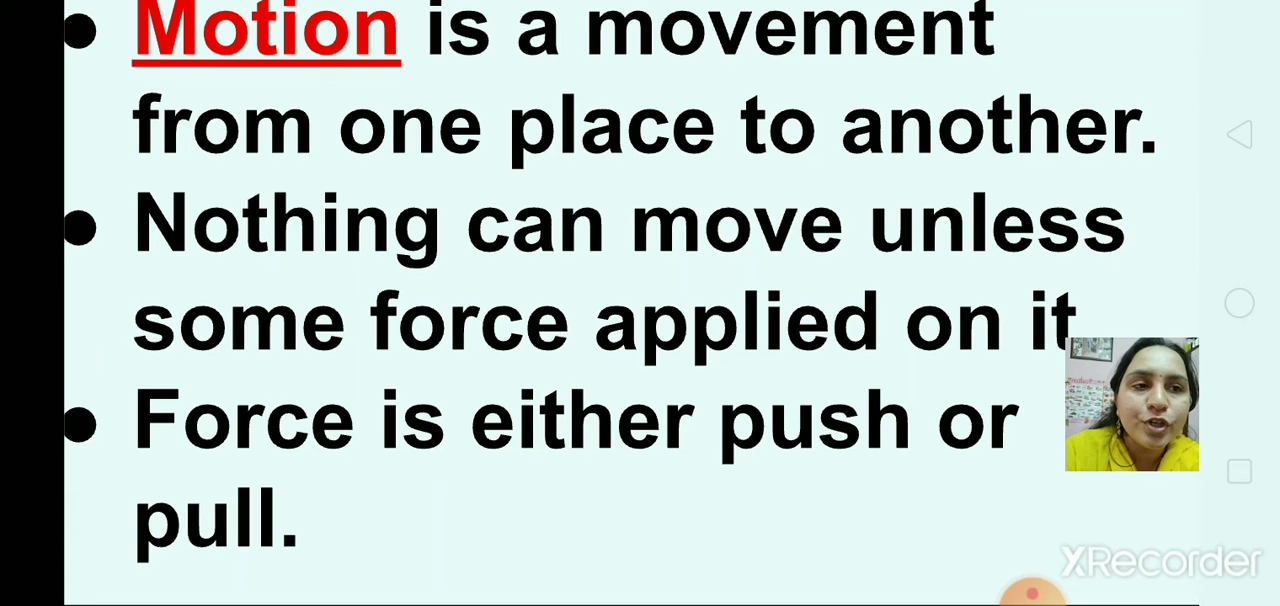 • Motion is a movement
from one place to another.
• Nothing can move unless
some force applied on it
• Force is either push or
pull.
XRecorder